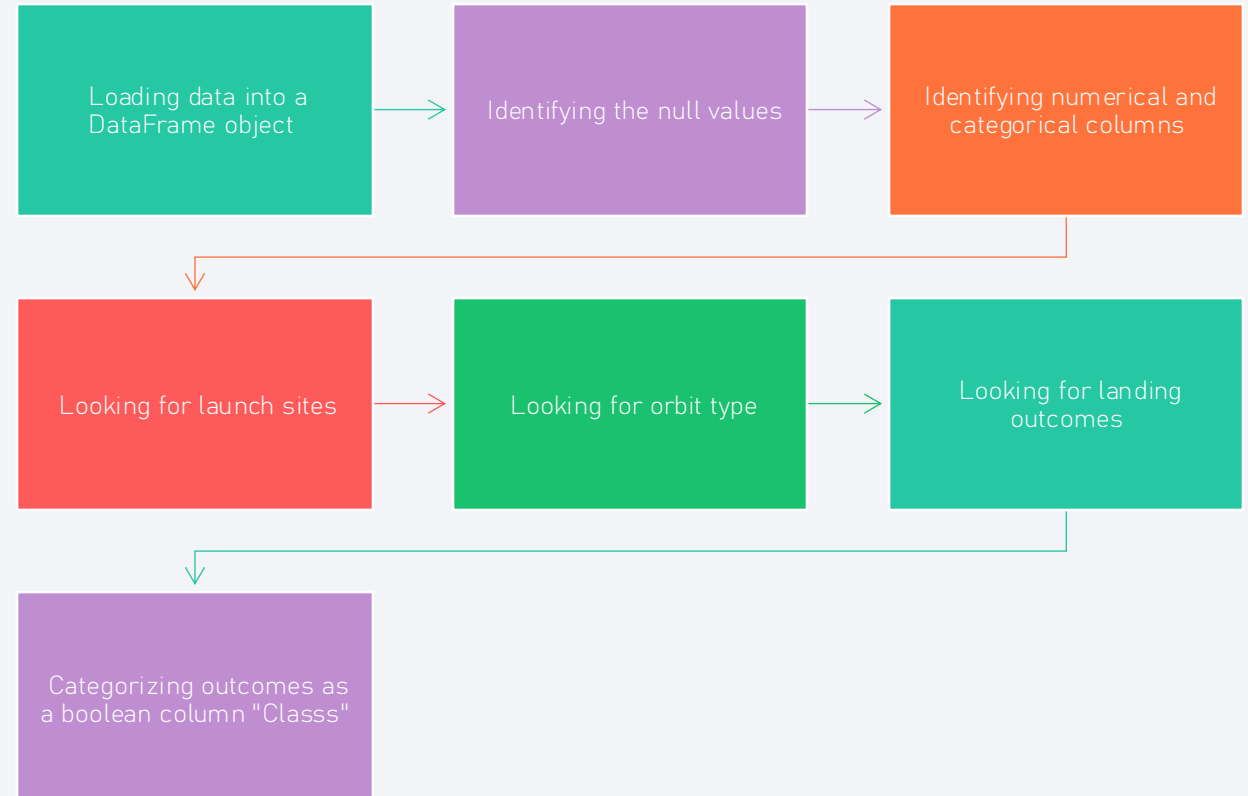 Loading data into a
DataFrame object
Identifying the null values
Identifying numerical and
categorical columns
Looking for launch sites
Looking for orbit type
Looking for landing
outcomes
Categorizing outcomes as
a boolean column "Classs"